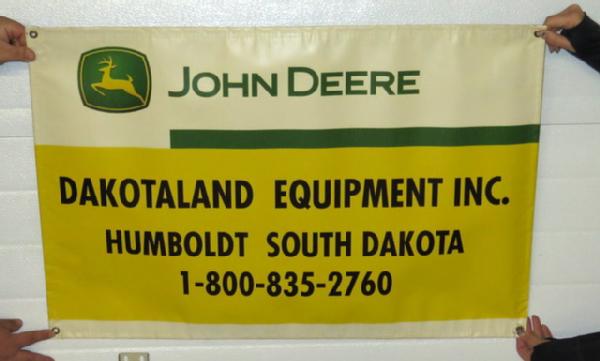 JOHN DEERE
DAKOTALAND EQUIPMENT INC.
HUMBOLDT SOUTH DAKOTA
1-800-835-2760